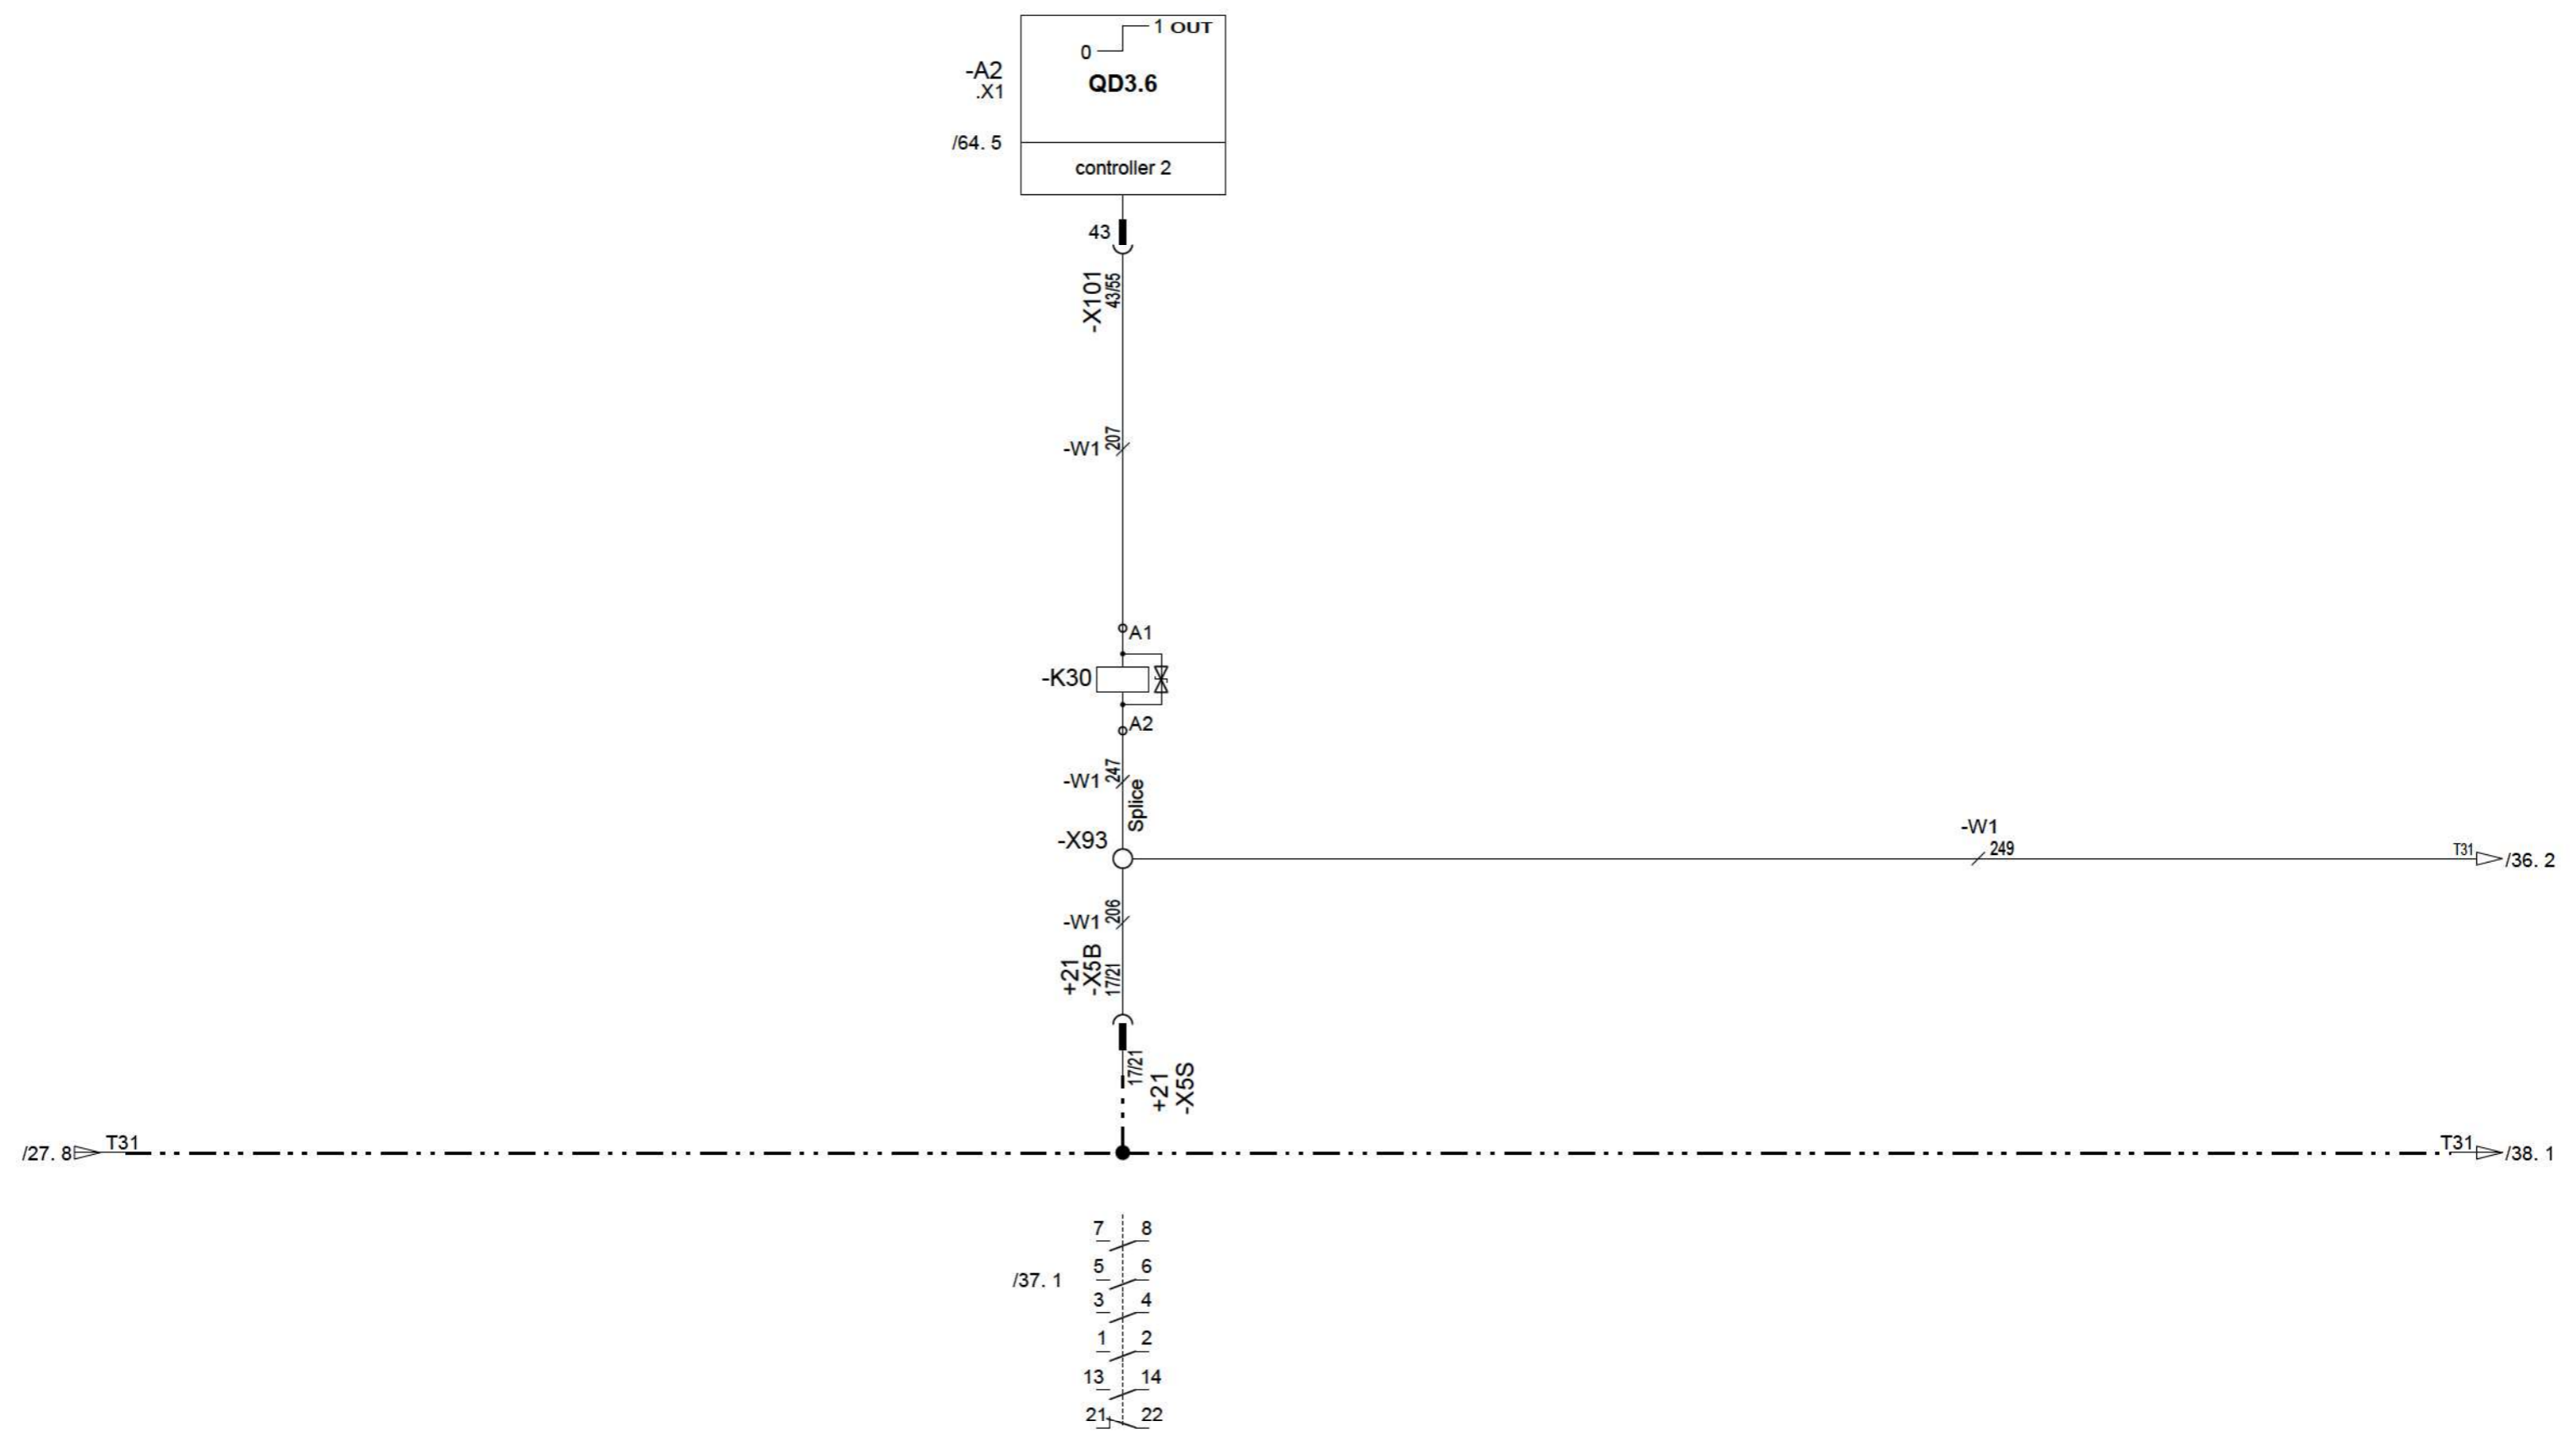 1 OUT
0
QD3.6
-A2
.X1
/64. 5
controller 2
43
-X101
43/55
-W1
207
A1
-K30
A2
-W1
247
Splice
-X93
-W1
249
T31
/36. 2
-W1
206
+21
-X5B
17/21
17/21
+21
-X5S
/27. 8
T31
T31
/38. 1
7 8
5 6
/37. 1
3 4
1 2
13 14
21 22